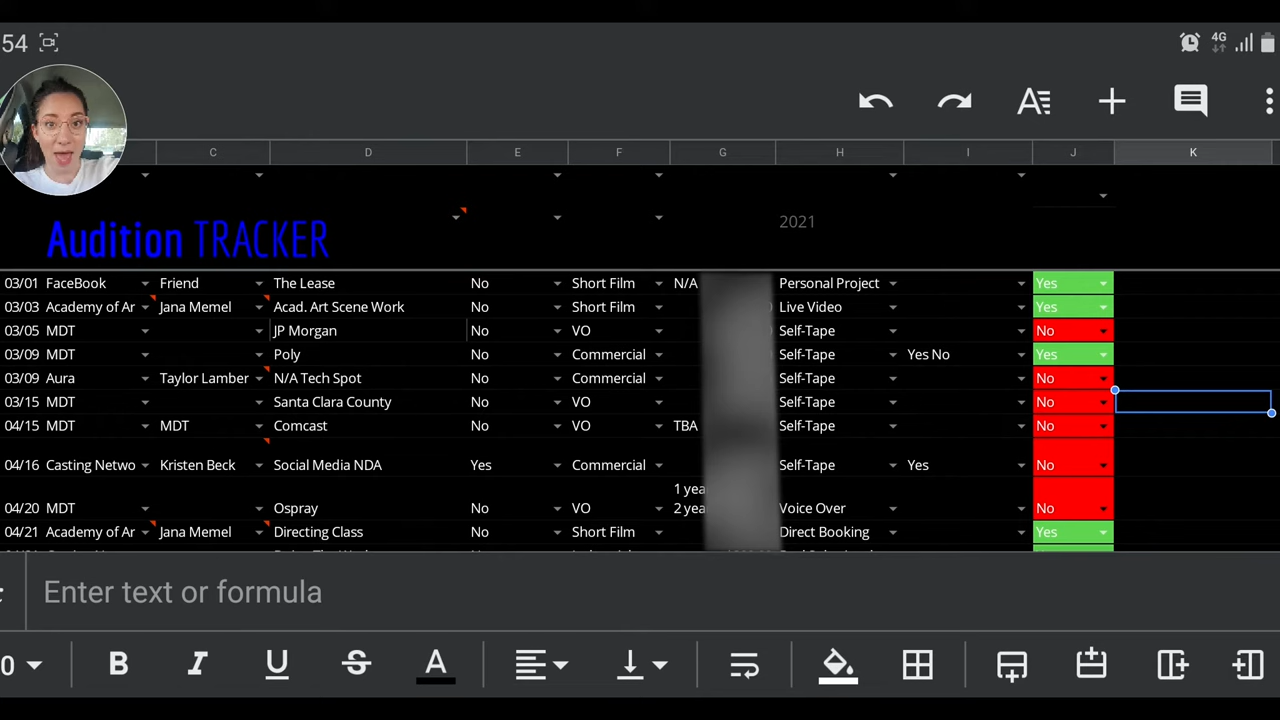 54
4G
C D E F G H I J K
Audition TRACKER
2021
03/01 FaceBook Friend The Lease No Short Film N/A Personal Project Yes
03/03 Academy of Ar Jana Memel Acad. Art Scene Work No Short Film Live Video Yes
03/05 MDT JP Morgan No VO Self-Tape No
03/09 MDT Poly No Commercial Self-Tape Yes No Yes
03/09 Aura Taylor Lamber N/A Tech Spot No Commercial Self-Tape No
03/15 MDT Santa Clara County No VO Self-Tape No
04/15 MDT MDT Comcast No VO TBA Self-Tape No
04/16 Casting Netwo Kristen Beck Social Media NDA Yes Commercial Self-Tape Yes No
1 yea
04/20 MDT Ospray No VO 2 yea Voice Over No
04/21 Academy of Ar Jana Memel Directing Class No Short Film Direct Booking Yes
Enter text or formula
0 B I U S A